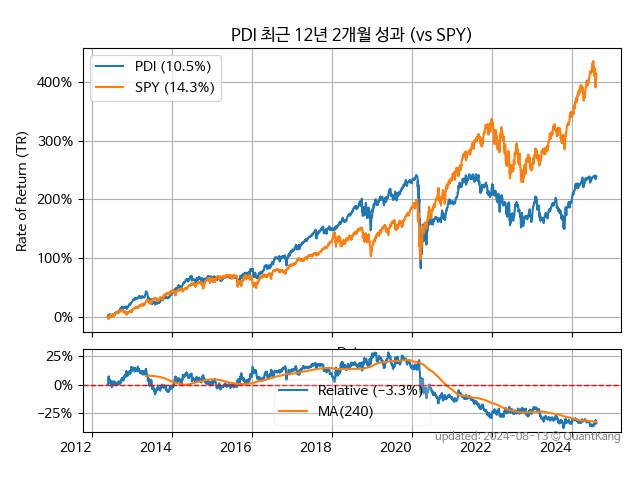 PDI 최근 12년 2개월 성과 (vs SPY)
PDI (10.5%)
SPY (14.3%)
Rate of Return (TR)
400%
300%
200%
100%
0%
25%
0%
−25%
Relative (−3.3%)
MA(240)
updated: 2024-08-13 © QuantKang
2012 2014 2016 2018 2020 2022 2024